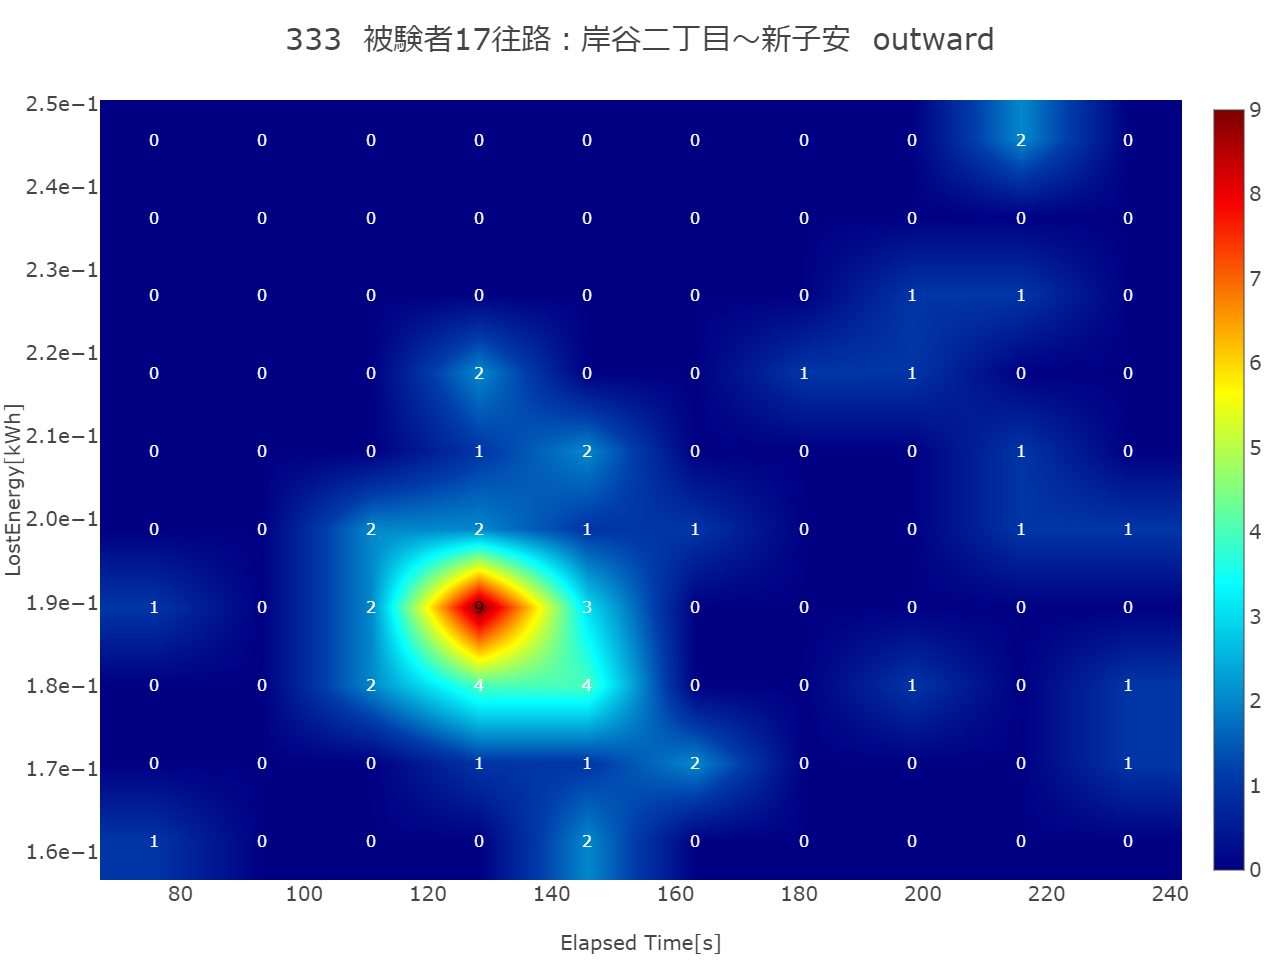 333 被験者17往路：岸谷二丁目～新子安 outward
2.5e−1
0 0 0 0 0 0 0 0 2 0
2.4e−1
0 0 0 0 0 0 0 0 0 0
2.3e−1
0 0 0 0 0 0 0 1 1 0
2.2e−1
0 0 0 2 0 0 1 1 0 0
2.1e−1
0 0 0 1 2 0 0 0 1 0
2.0e−1
0 0 2 2 1 1 0 0 1 1
1.9e−1
1 0 2 9 3 0 0 0 0 0
1.8e−1
0 0 2 4 4 0 0 1 0 1
1.7e−1
0 0 0 1 1 2 0 0 0 1
1.6e−1
1 0 0 0 2 0 0 0 0 0
LostEnergy[kWh]
80 100 120 140 160 180 200 220 240
Elapsed Time[s]
9
8
7
6
5
4
3
2
1
0